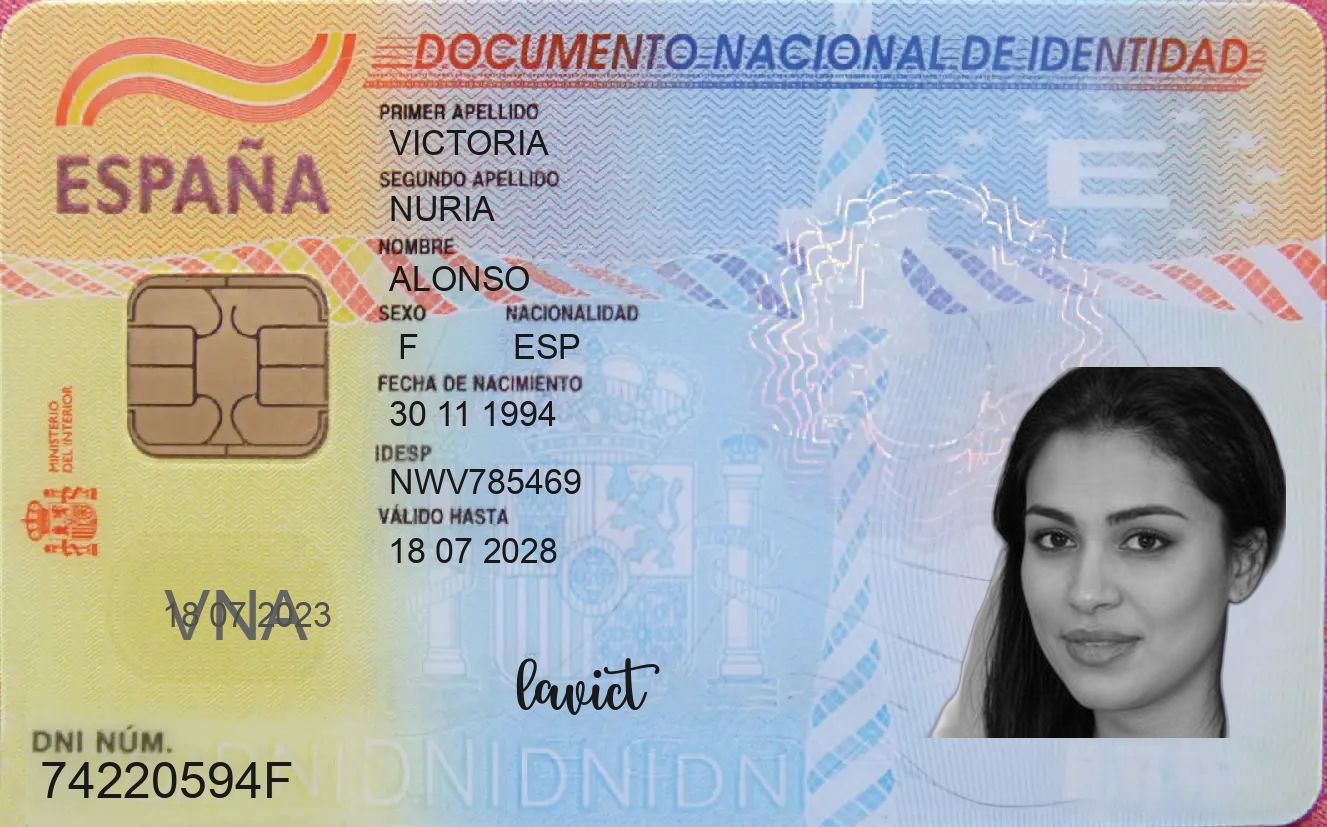 DOCUMENTO NACIONAL DE IDENTIDAD
ESPAÑA
PRIMER APELLIDO
VICTORIA
SEGUNDO APELLIDO
NURIA
NOMBRE
ALONSO
SEXO NACIONALIDAD
F ESP
FECHA DE NACIMIENTO
30 11 1994
IDESP
NWV785469
VÁLIDO HASTA
18 07 2028
MINISTERIO
DEL INTERIOR
VNA
18 07 2023
lavict
DNI NÚM.
74220594F
E
DNIDNIDNIDNI